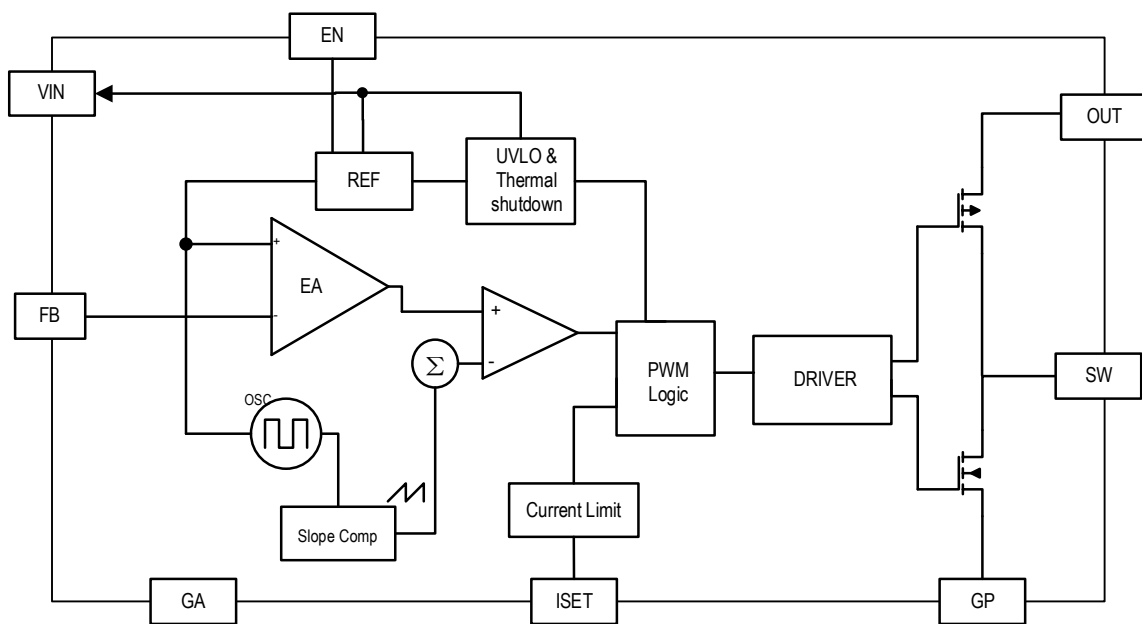 EN
VIN
OUT
UVLO &
Thermal
shutdown
REF
+
EA
-
FB
+
-
Σ
PWM
Logic
DRIVER
SW
OSC
Current Limit
Slope Comp
GA
ISET
GP